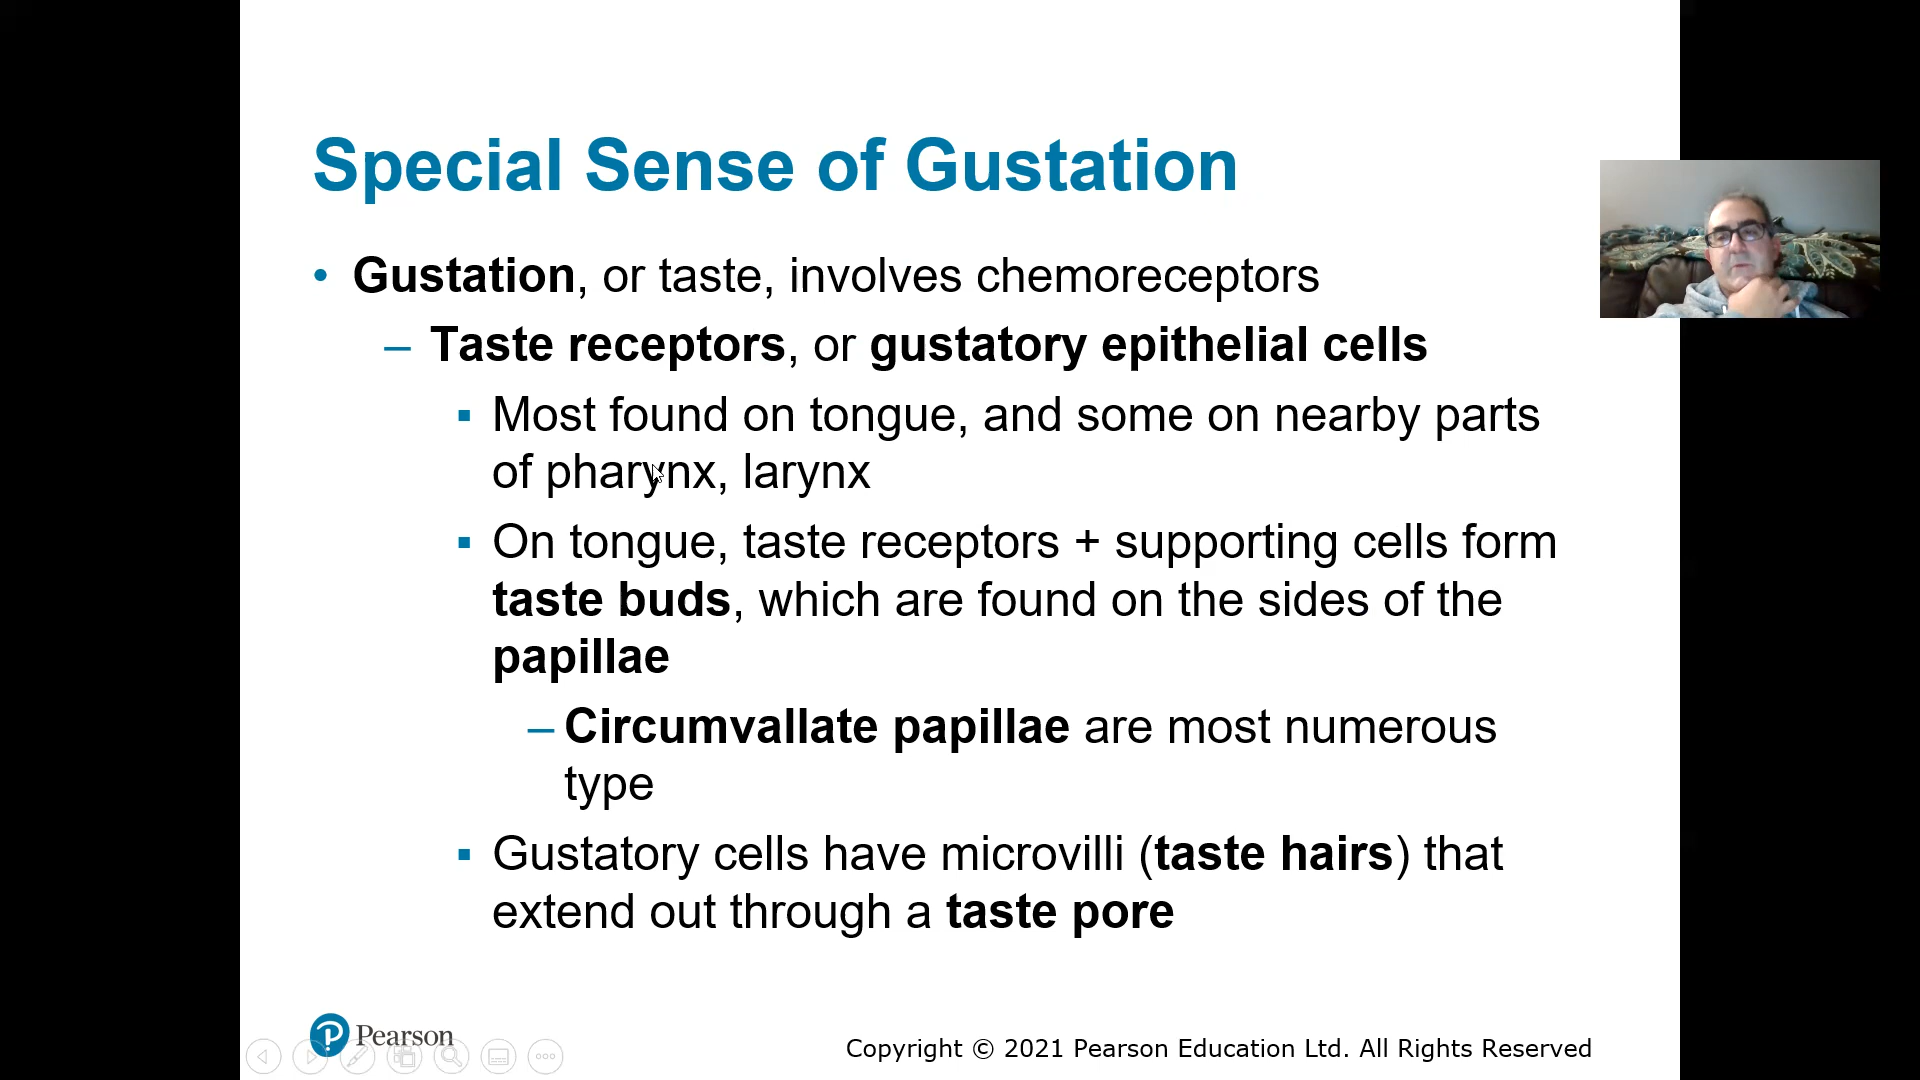 Special Sense of Gustation
• Gustation, or taste, involves chemoreceptors
– Taste receptors, or gustatory epithelial cells
▪ Most found on tongue, and some on nearby parts
of pharynx, larynx
▪ On tongue, taste receptors + supporting cells form
taste buds, which are found on the sides of the
papillae
– Circumvallate papillae are most numerous
type
▪ Gustatory cells have microvilli (taste hairs) that
extend out through a taste pore
Pearson
Copyright © 2021 Pearson Education Ltd. All Rights Reserved